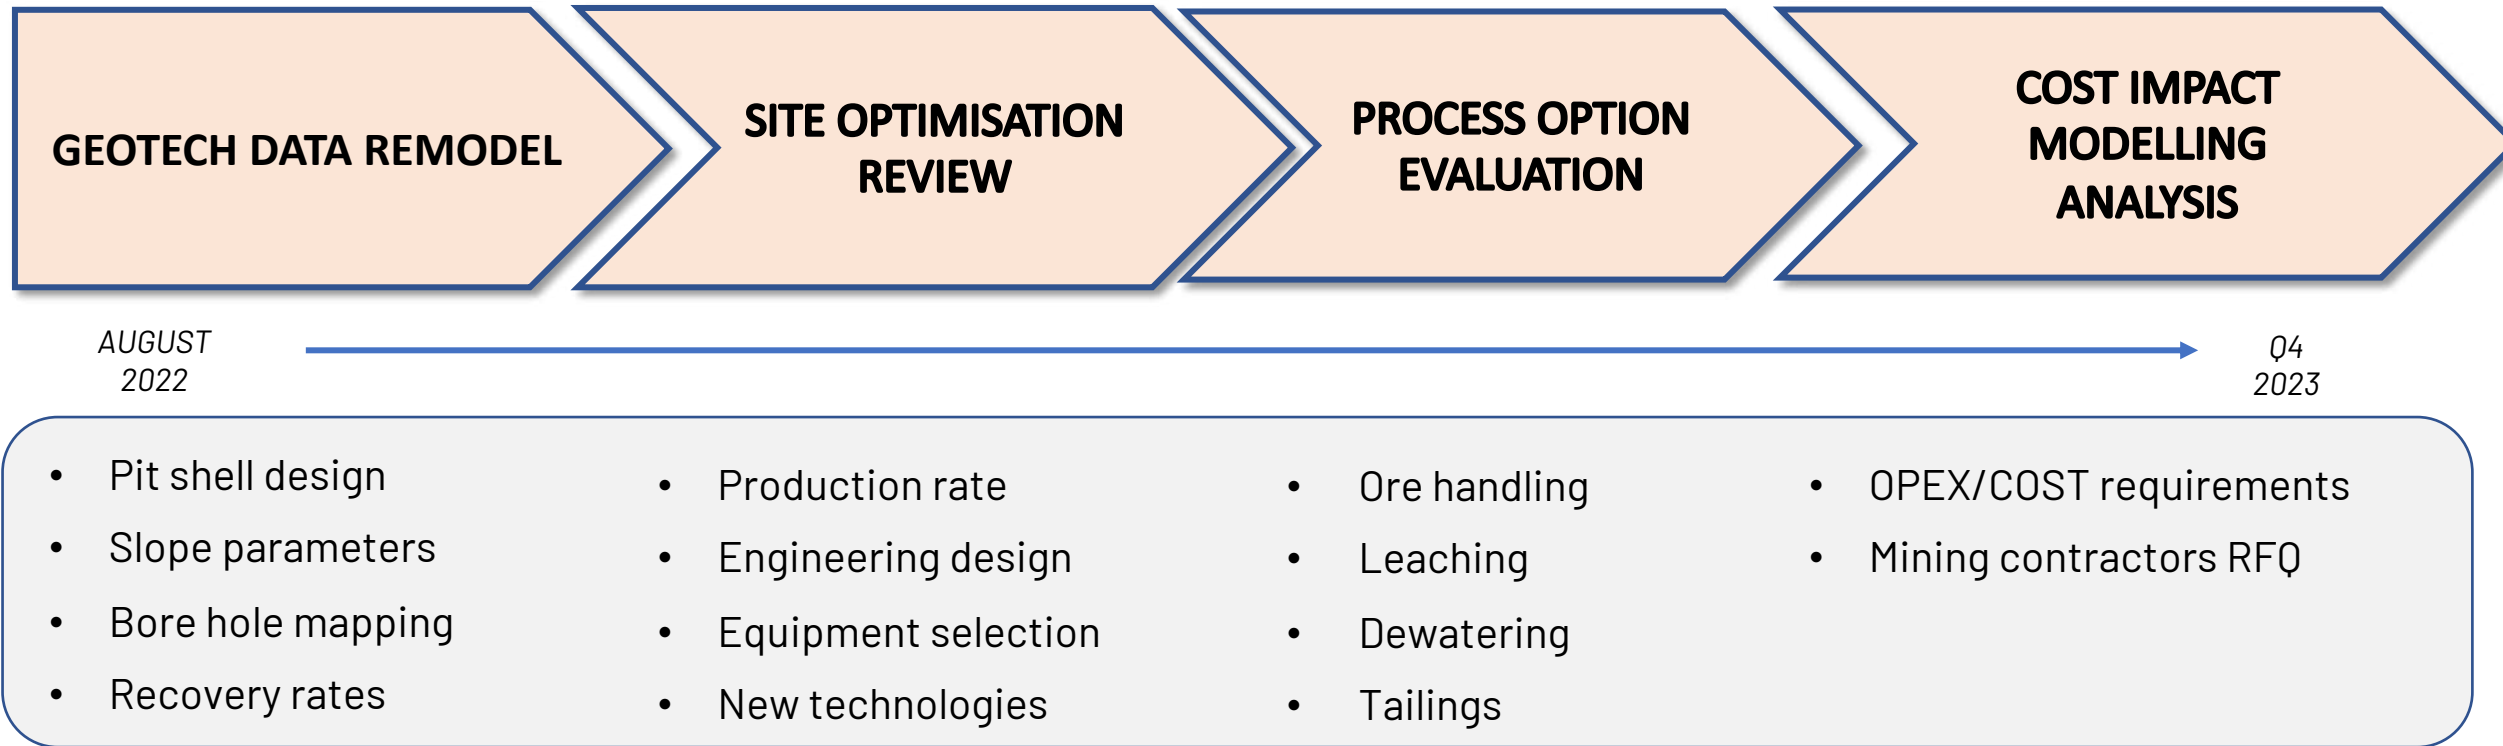 GEOTECH DATA REMODEL
SITE OPTIMISATION
REVIEW
PROCESS OPTION
EVALUATION
COST IMPACT
MODELLING
ANALYSIS
AUGUST
2022
Q4
2023
• Pit shell design
• Slope parameters
• Bore hole mapping
• Recovery rates
• Production rate
• Engineering design
• Equipment selection
• New technologies
• Ore handling
• Leaching
• Dewatering
• Tailings
• OPEX/COST requirements
• Mining contractors RFQ